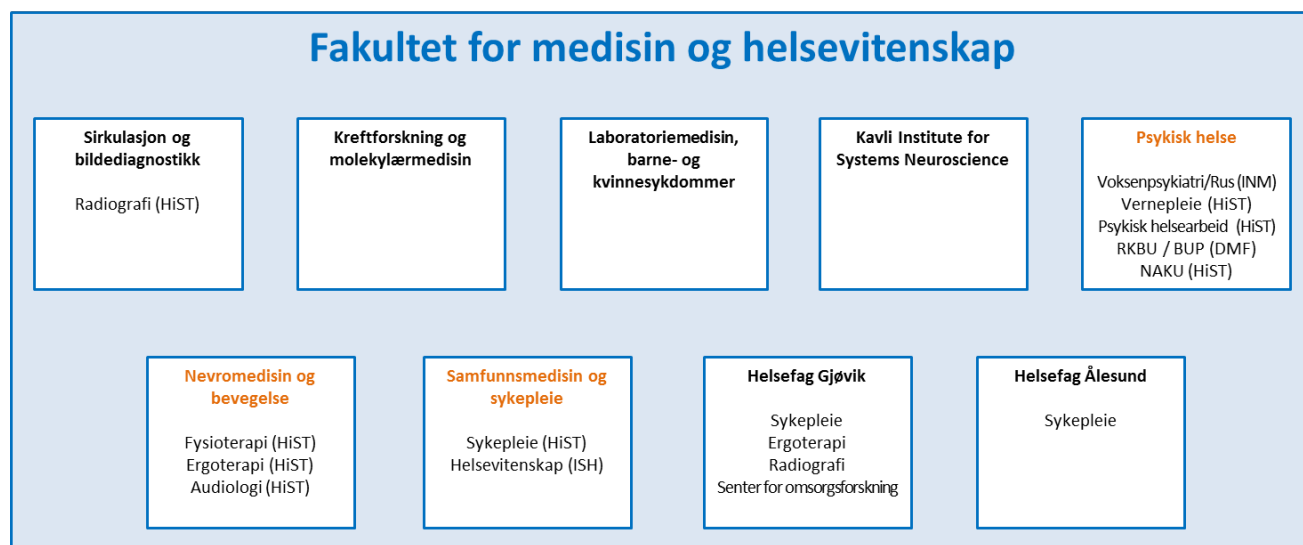 Fakultet for medisin og helsevitenskap
Sirkulasjon og
bildediagnostikk
Radiografi (HiST)
Kreftforskning og
molekylærmedisin
Laboratoriemedisin,
barne- og
kvinnesykdommer
Kavli Institute for
Systems Neuroscience
Psykisk helse
Voksenpsykiatri/Rus (INM)
Vernepleie (HiST)
Psykisk helsearbeid (HiST)
RKBU / BUP (DMF)
NAKU (HiST)
Nevromedisin og
bevegelse
Fysioterapi (HiST)
Ergoterapi (HiST)
Audiologi (HiST)
Samfunnsmedisin og
sykepleie
Sykepleie (HiST)
Helsevitenskap (ISH)
Helsefag Gjøvik
Sykepleie
Ergoterapi
Radiografi
Senter for omsorgsforskning
Helsefag Ålesund
Sykepleie